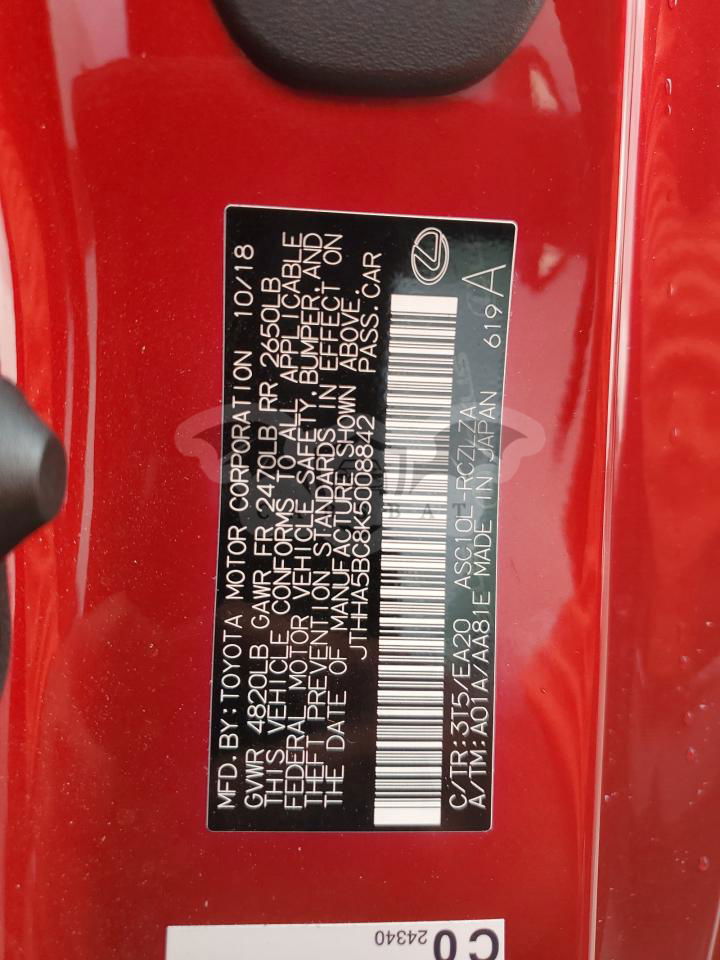 MFD. BY: TOYOTA MOTOR CORPORATION 10/18
GVWR 4820LB GAWR FR 2470LB RR 2650LB
THIS VEHICLE CONFORMS TO ALL APPLICABLE
FEDERAL MOTOR VEHICLE SAFETY, BUMPER, AND
THEFT PREVENTION STANDARDS IN EFFECT ON
THE DATE OF MANUFACTURE SHOWN ABOVE.
JTHHA5BC8K5008842 PASS. CAR
C/TR: 3T5/EA20 ASC10L-RCZLZA
A/TM: A01A/AA81E MADE IN JAPAN 619 A
C0
24340